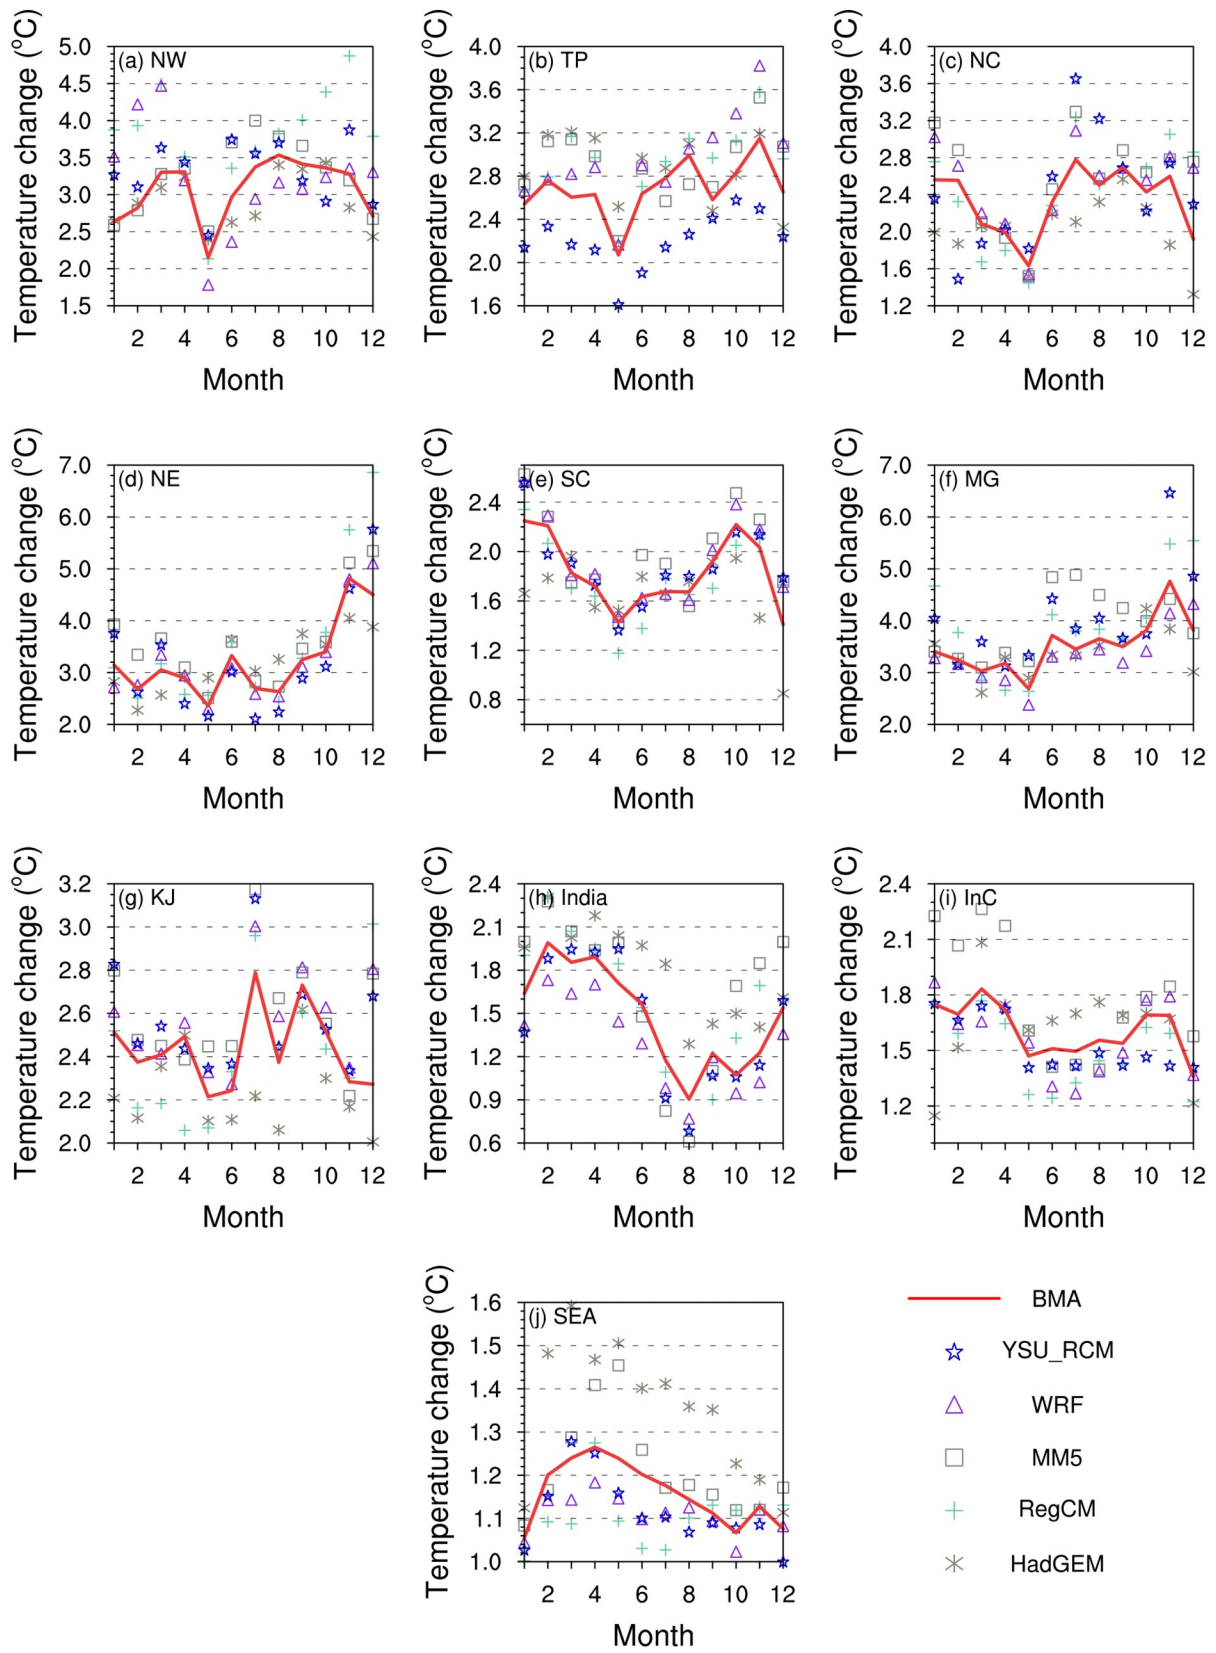 Temperature change (°C)
(a) NW
5.0
4.5
4.0
3.5
3.0
2.5
2.0
1.5
2 4 6 8 10 12
Month
Temperature change (°C)
(b) TP
4.0
3.6
3.2
2.8
2.4
2.0
1.6
2 4 6 8 10 12
Month
Temperature change (°C)
(c) NC
4.0
3.6
3.2
2.8
2.4
2.0
1.6
1.2
2 4 6 8 10 12
Month
Temperature change (°C)
(d) NE
7.0
6.0
5.0
4.0
3.0
2.0
2 4 6 8 10 12
Month
Temperature change (°C)
(e) SC
2.4
2.0
1.6
1.2
0.8
2 4 6 8 10 12
Month
Temperature change (°C)
(f) MG
7.0
6.0
5.0
4.0
3.0
2.0
2 4 6 8 10 12
Month
Temperature change (°C)
(g) KJ
3.2
3.0
2.8
2.6
2.4
2.2
2.0
2 4 6 8 10 12
Month
Temperature change (°C)
(h) India
2.4
2.1
1.8
1.5
1.2
0.9
0.6
2 4 6 8 10 12
Month
Temperature change (°C)
(i) InC
2.4
2.1
1.8
1.5
1.2
2 4 6 8 10 12
Month
Temperature change (°C)
(j) SEA
1.6
1.5
1.4
1.3
1.2
1.1
1.0
2 4 6 8 10 12
Month
BMA
YSU_RCM
WRF
MM5
RegCM
HadGEM